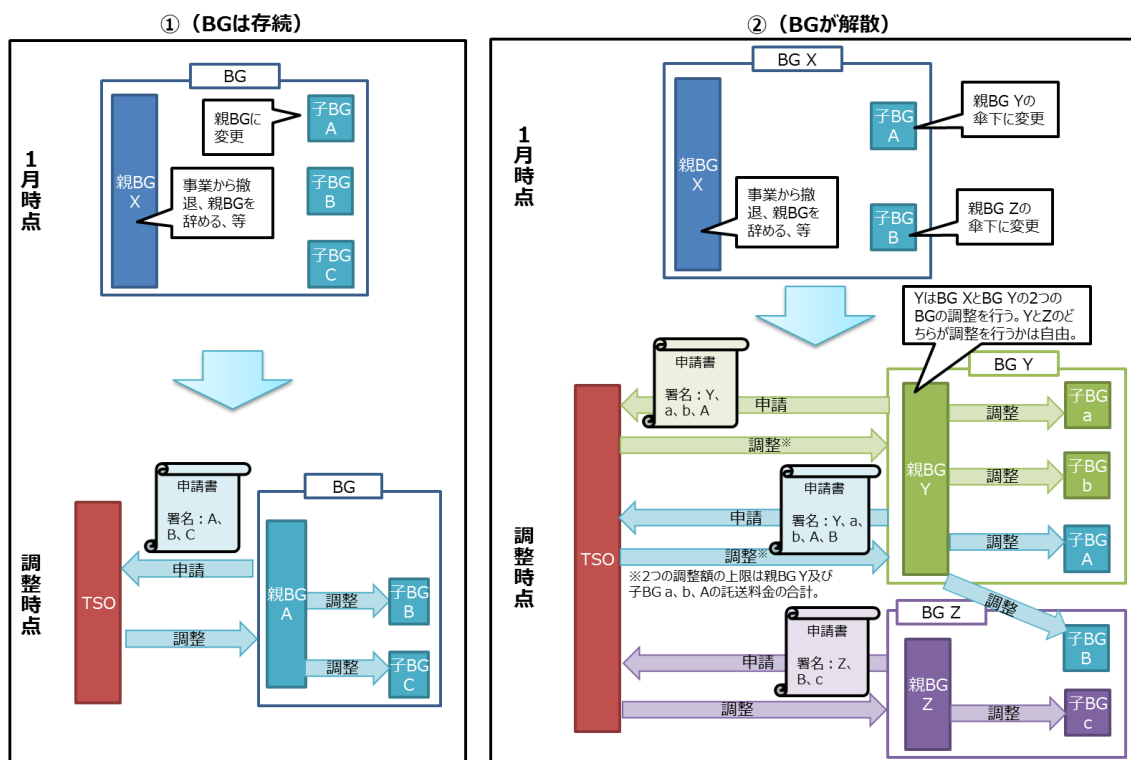 ①（BGは存続）
1月時点
BG
親BG
X
親BGに
変更
事業から撤
退、親BGを
辞める、等
子BG
A
子BG
B
子BG
C
調整時点
TSO
申請書
署名：A、
B、C
申請
調整
BG
親BG
A
調整
調整
子BG
B
子BG
C
②（BGが解散）
1月時点
BG X
親BG
X
事業から撤
退、親BGを
辞める、等
子BG
A
親BG Yの
傘下に変更
子BG
B
親BG Zの
傘下に変更
YはBG XとBG Yの2つの
BGの調整を行う。YとZのど
ちらが調整を行うかは自由。
調整時点
TSO
申請書
署名：Y、
a、b、A
申請
調整※
申請書
署名：Y、a、
b、A、B
申請
調整※
※2つの調整額の上限は親BG Y及び
子BG a、b、Aの託送料金の合計。
BG Y
親BG
Y
調整
子BG
a
調整
子BG
b
調整
子BG
A
調整
申請書
署名：Z、
B、c
申請
調整
BG Z
親BG
Z
子BG
B
調整
子BG
c